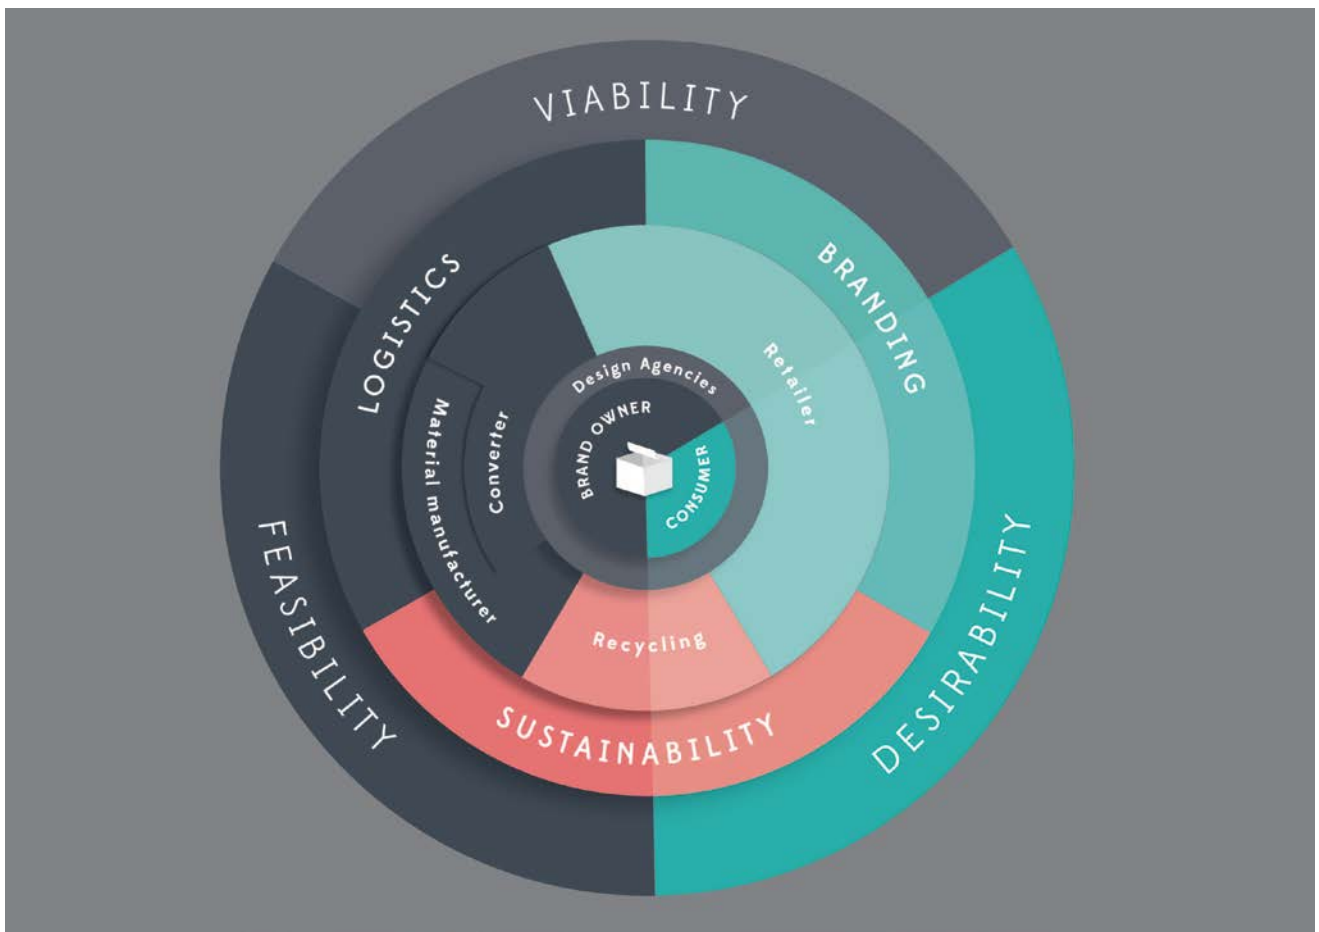 VIABILITY
LOGISTICS
BRANDING
Retailer
Design Agencies
BRAND OWNER
CONSUMER
Converter
Material manufacturer
Recycling
SUSTAINABILITY
FEASIBILITY
DESIRABILITY